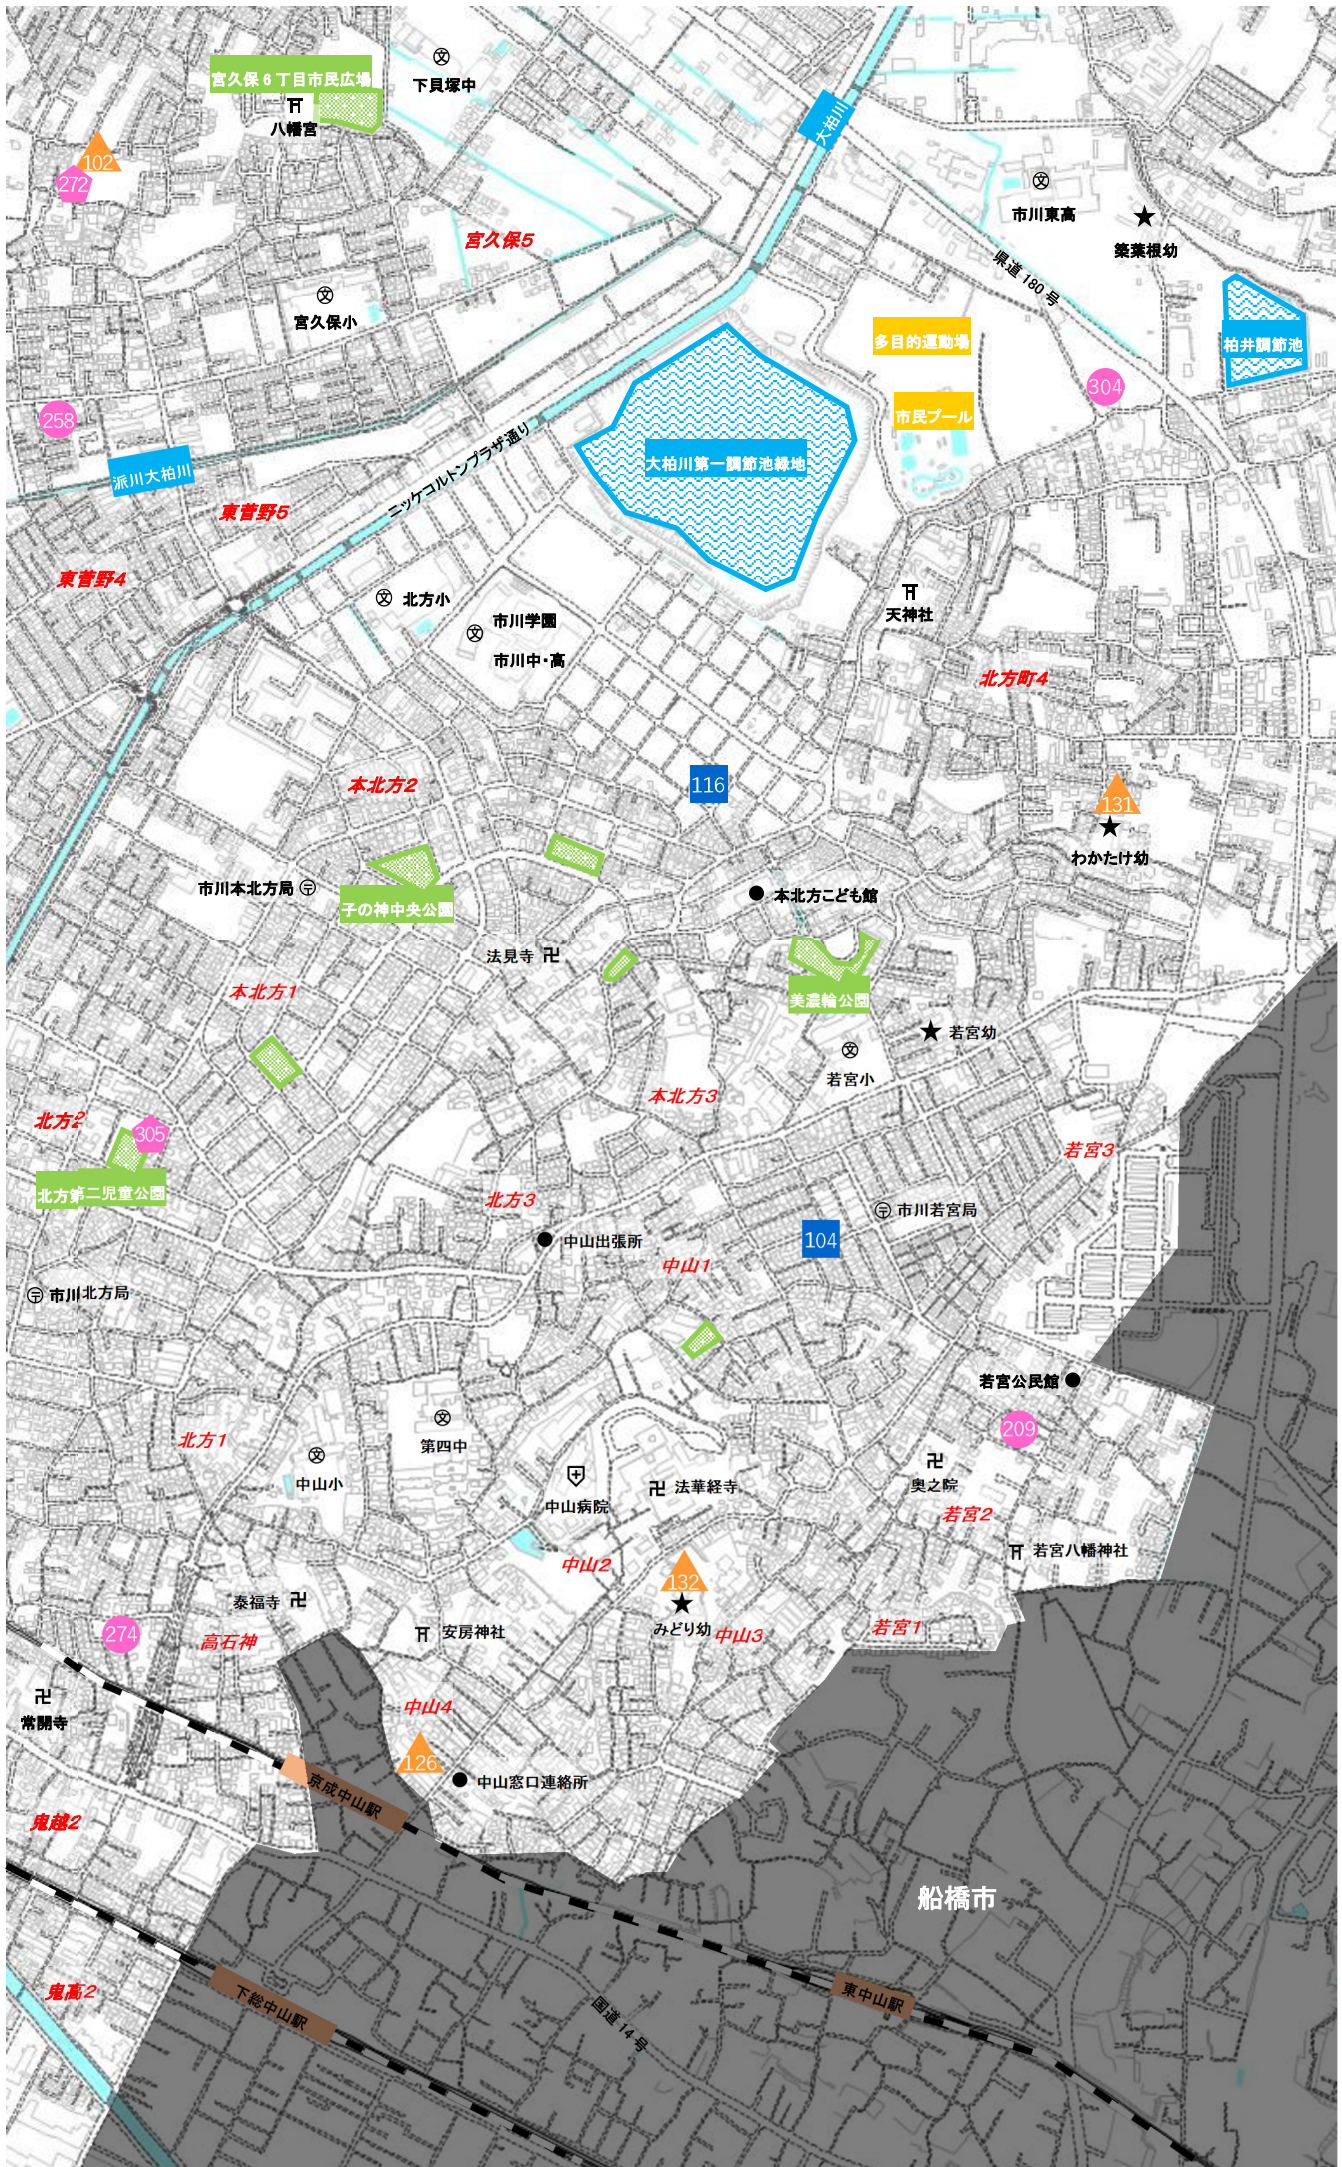 宮久保6丁目市民広場
下貝塚中
八幡宮
102
272
大柏川
市川東高
築葉根幼
宮久保5
県道180号
宮久保小
多目的運動場
柏井調節池
304
258
市民プール
ニッケコルトンプラザ通り
大柏川第一調節池緑地
派川大柏川
東菅野5
東菅野4
北方小
市川学園
市川中・高
天神社
北方町4
本北方2
116
131
わかたけ幼
市川本北方局
子の神中央公園
本北方こども館
法見寺
本北方1
美濃輪公園
若宮幼
若宮小
本北方3
北方2
305
若宮3
北方第二児童公園
北方3
市川若宮局
中山出張所
104
中山1
市川北方局
若宮公民館
209
北方1
第四中
中山小
奥之院
中山病院
法華経寺
若宮2
若宮八幡神社
中山2
132
泰福寺
みどり幼
若宮1
274
高石神
安房神社
中山3
常開寺
中山4
126
中山窓口連絡所
京成中山駅
鬼越2
船橋市
鬼高2
下総中山駅
東中山駅
国道14号